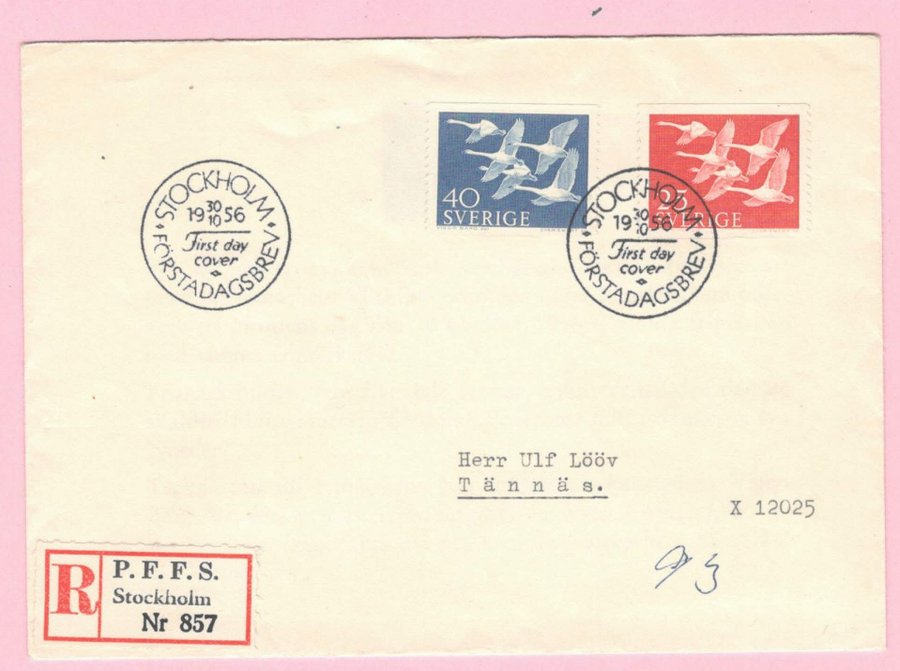 STOCKHOLM
19 30/10 56
First day
cover
FÖRSTADAGSBREV
40
SVERIGE
25
SVERIGE
STOCKHOLM
19 30/10 56
First day
cover
FÖRSTADAGSBREV
Herr Ulf Lööv
Tännäs.
X 12025
R
P. F. F. S.
Stockholm
Nr 857